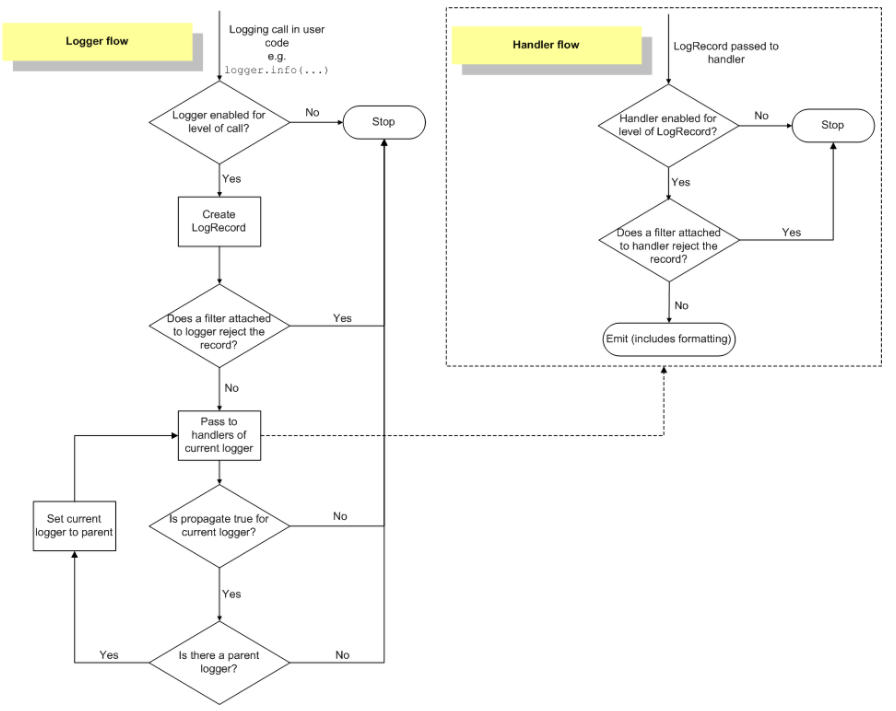 Logger flow
Logging call in user
code
e.g.
logger.info(...)
Logger enabled for
level of call?
No
Stop
Yes
Create
LogRecord
Does a filter attached
to logger reject the
record?
Yes
No
Pass to
handlers of
current logger
Set current
logger to parent
Is propagate true for
current logger?
No
Yes
Is there a parent
logger?
Yes
No
Handler flow
LogRecord passed to
handler
Handler enabled for
level of LogRecord?
No
Stop
Yes
Does a filter attached
to handler reject the
record?
Yes
No
Emit (includes formatting)